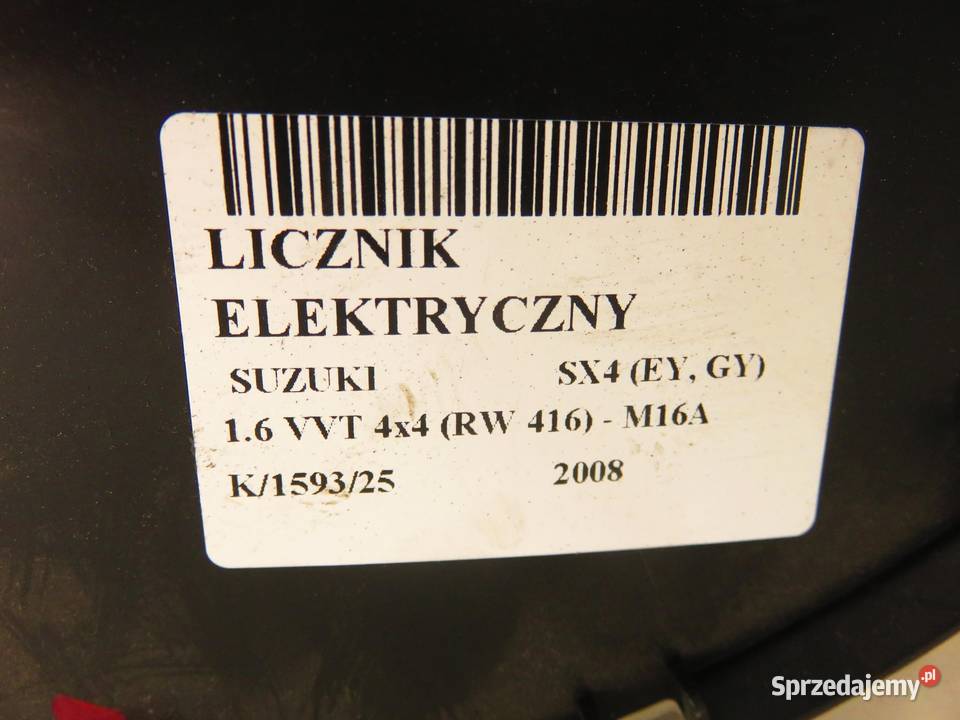 LICZNIK
ELEKTRYCZNY
SUZUKI SX4 (EY, GY)
1.6 VVT 4x4 (RW 416) - M16A
K/1593/25 2008
Sprzedajemy.pl